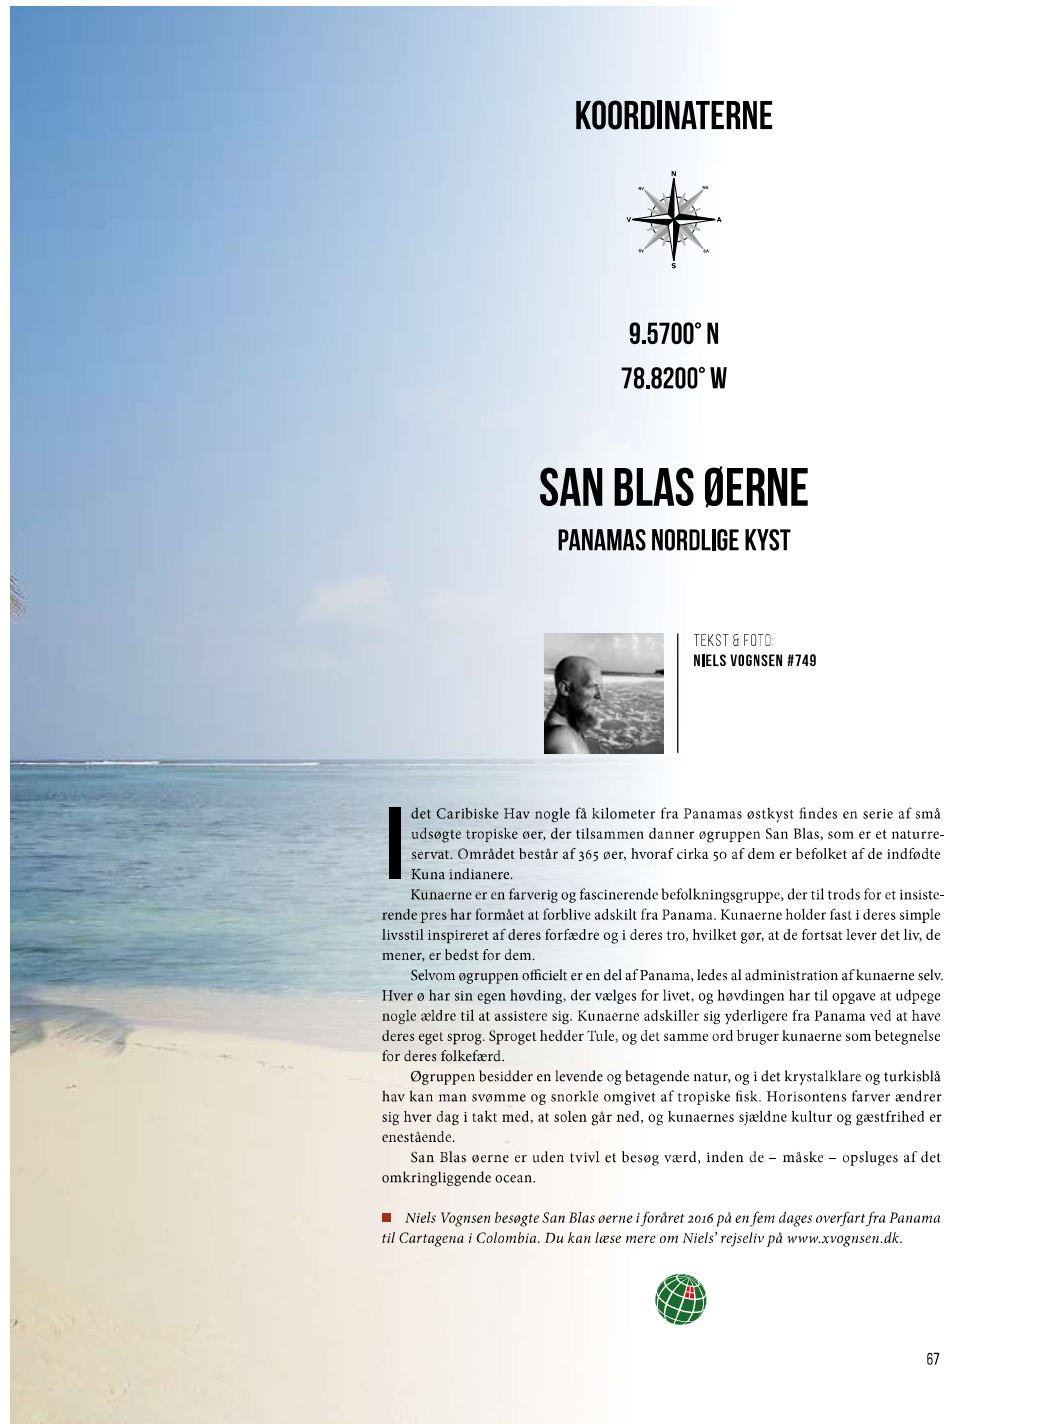 KOORDINATERNE
N
NV
NA
V
A
SV
SA
S
9.5700° N
78.8200° W
SAN BLAS ØERNE
PANAMAS NORDLIGE KYST
TEKST & FOTO:
NIELS VOGNSEN #749
I det Caribiske Hav nogle få kilometer fra Panamas østkyst findes en serie af små
udsøgte tropiske øer, der tilsammen danner øgruppen San Blas, som er et naturre-
servat. Området består af 365 øer, hvoraf cirka 50 af dem er befolket af de indfødte
Kuna indianere.
Kunaerne er en farverig og fascinerende befolkningsgruppe, der til trods for et insiste-
rende pres har formået at forblive adskilt fra Panama. Kunaerne holder fast i deres simple
livsstil inspireret af deres forfædre og i deres tro, hvilket gør, at de fortsat lever det liv, de
mener, er bedst for dem.
Selvom øgruppen officielt er en del af Panama, ledes al administration af kunaerne selv.
Hver ø har sin egen høvding, der vælges for livet, og høvdingen har til opgave at udpege
nogle ældre til at assistere sig. Kunaerne adskiller sig yderligere fra Panama ved at have
deres eget sprog. Sproget hedder Tule, og det samme ord bruger kunaerne som betegnelse
for deres folkefærd.
Øgruppen besidder en levende og betagende natur, og i det krystalklare og turkisblå
hav kan man svømme og snorkle omgivet af tropiske fisk. Horisontens farver ændrer
sig hver dag i takt med, at solen går ned, og kunaernes sjældne kultur og gæstfrihed er
enestående.
San Blas øerne er uden tvivl et besøg værd, inden de – måske – opsluges af det
omkringliggende ocean.
Niels Vognsen besøgte San Blas øerne i foråret 2016 på en fem dages overfart fra Panama
til Cartagena i Colombia. Du kan læse mere om Niels' rejseliv på www.xvognsen.dk.
67